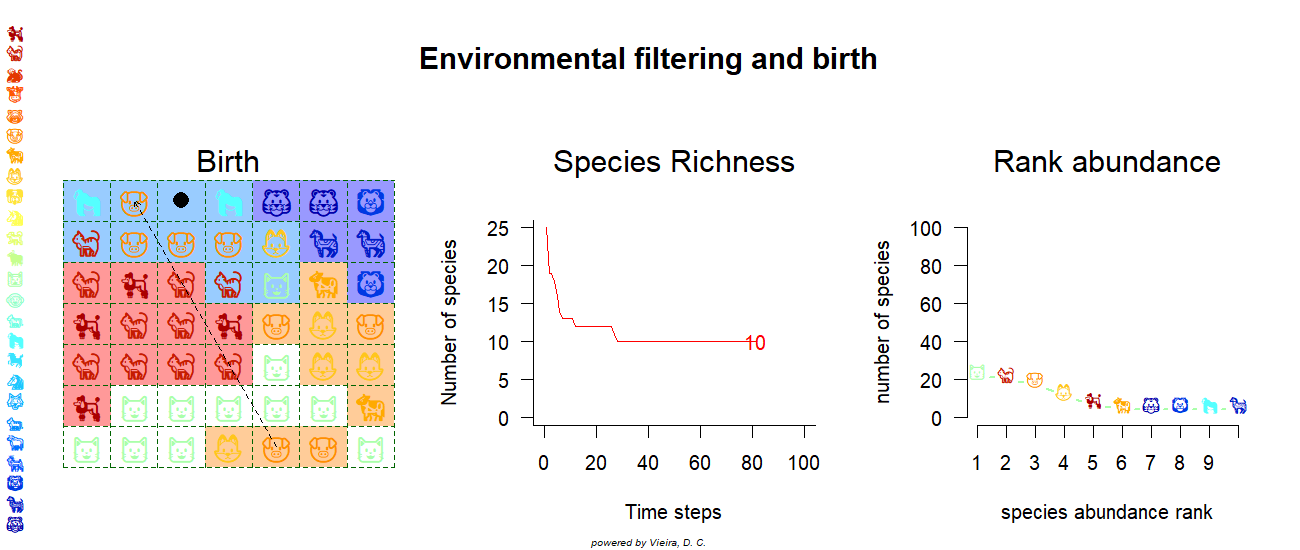 Environmental filtering and birth
Birth
Species Richness
Number of species
25
20
15
10
5
0
10
0 20 40 60 80 100
Time steps
Rank abundance
number of species
100
80
60
40
20
0
1 2 3 4 5 6 7 8 9
species abundance rank
powered by Vieira, D. C.